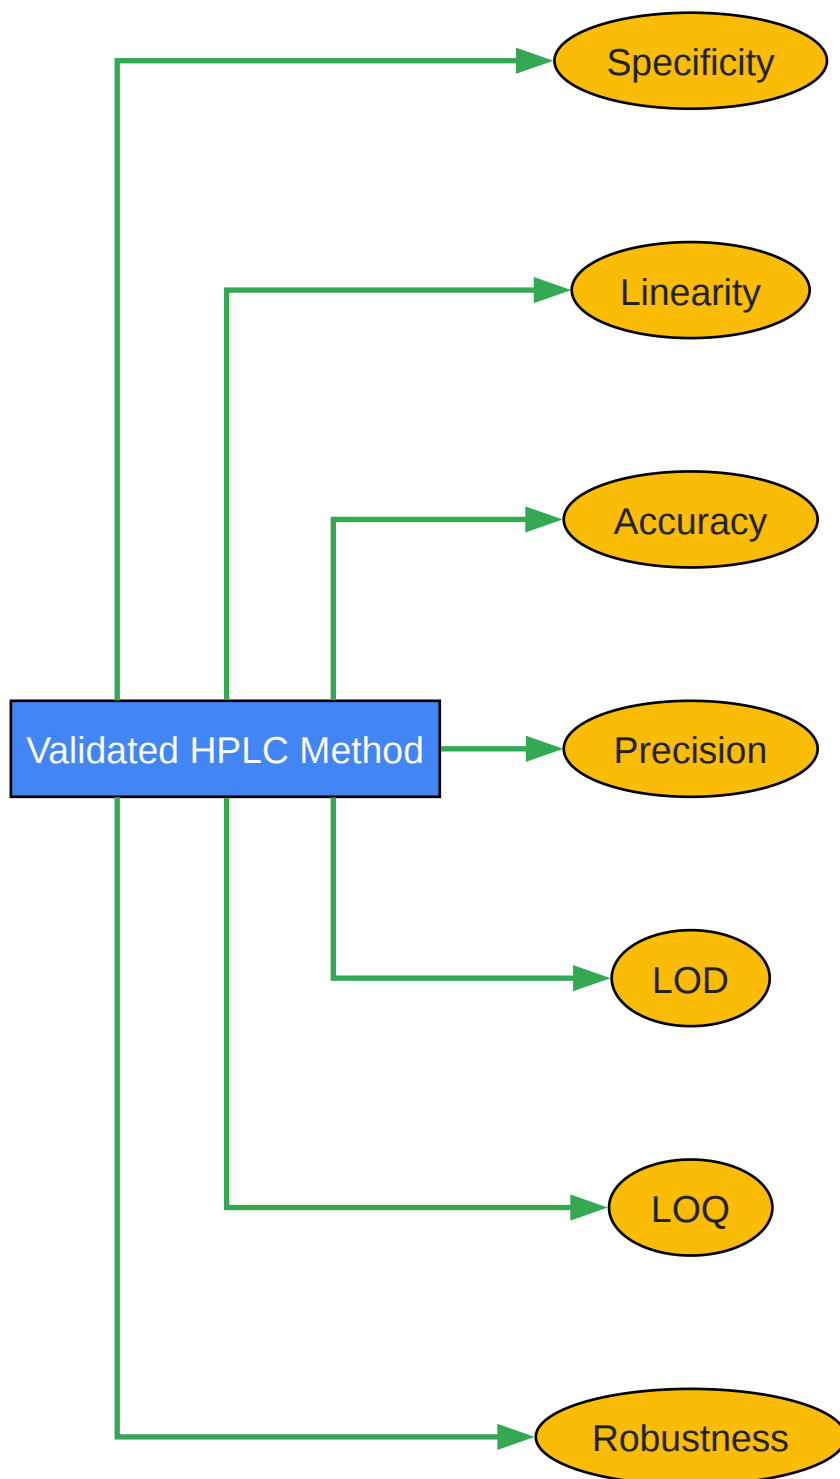 Specificity
Linearity
Accuracy
Validated HPLC Method
Precision
LOD
LOQ
Robustness